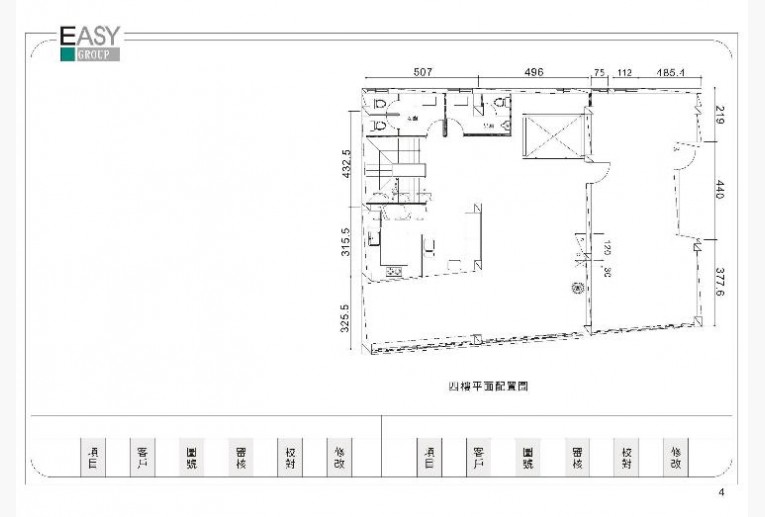 EASY
GROUP
507
496
75
112
485.4
219
440
377.6
432.5
315.5
325.5
120
30
四樓平面配置圖
項目
客戶
圖號
審核
校對
修改
項目
客戶
圖號
審核
校對
修改
4